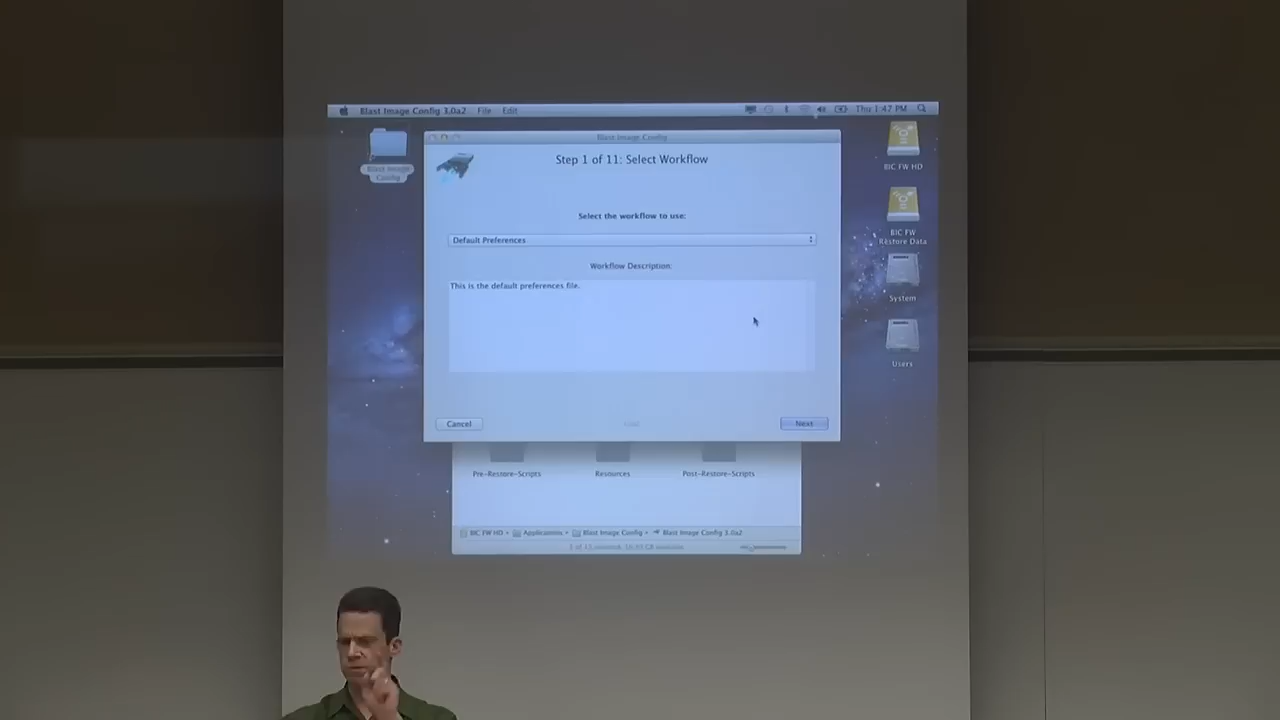 Blast Image Config 3.0a2 File Edit Thu 1:47 PM
Blast Image Config
Step 1 of 11: Select Workflow
Select the workflow to use:
Default Preferences
Workflow Description:
This is the default preferences file.
Cancel
Next
Blast Image
Config
BIC FW HD
BIC FW
Restore Data
System
Users
Pre-Restore-Scripts Resources Post-Restore-Scripts
BIC FW HD Applications Blast Image Config Blast Image Config 3.0a2